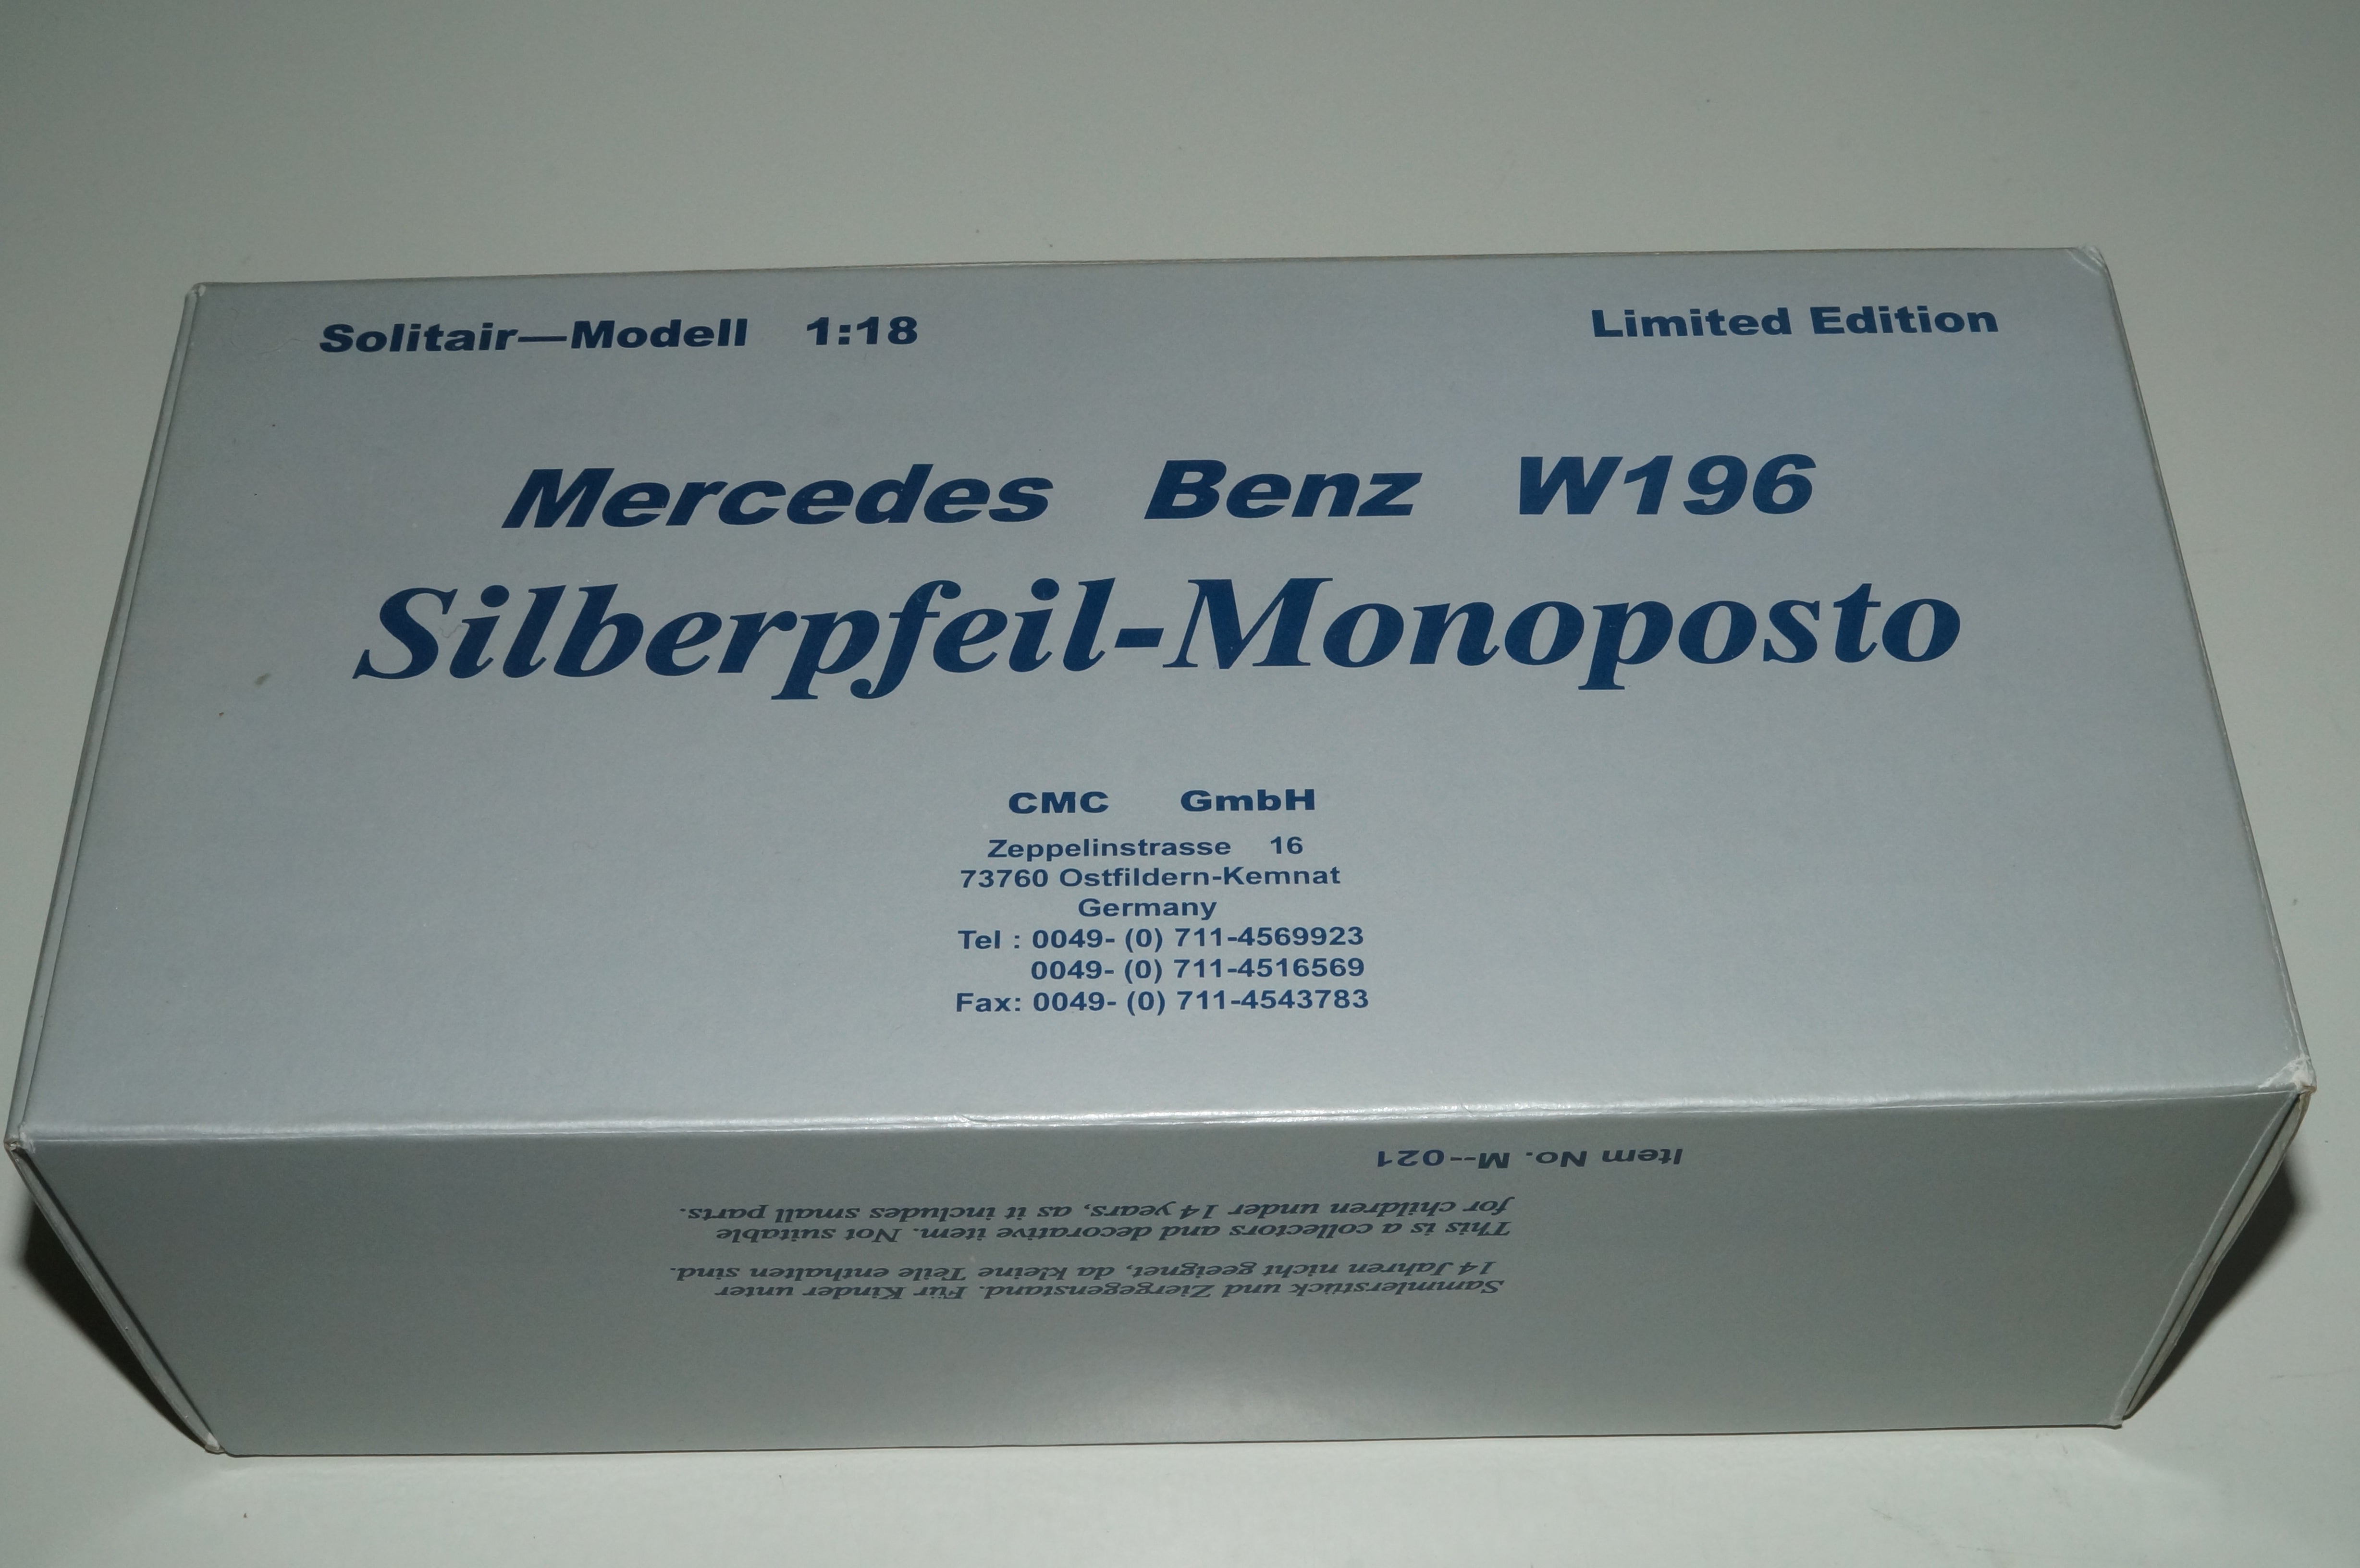 Solitair—Modell 1:18
Limited Edition
Mercedes Benz W196
Silberpfeil-Monoposto
CMC GmbH
Zeppelinstrasse 16
73760 Ostfildern-Kemnat
Germany
Tel : 0049- (0) 711-4569923
0049- (0) 711-4516569
Fax: 0049- (0) 711-4543783
Sammlerstück und Ziergegenstand. Für Kinder unter
14 Jahren nicht geeignet, da kleine Teile enthalten sind.
This is a collectors and decorative item. Not suitable
for children under 14 years, as it includes small parts.
Item No. M--021